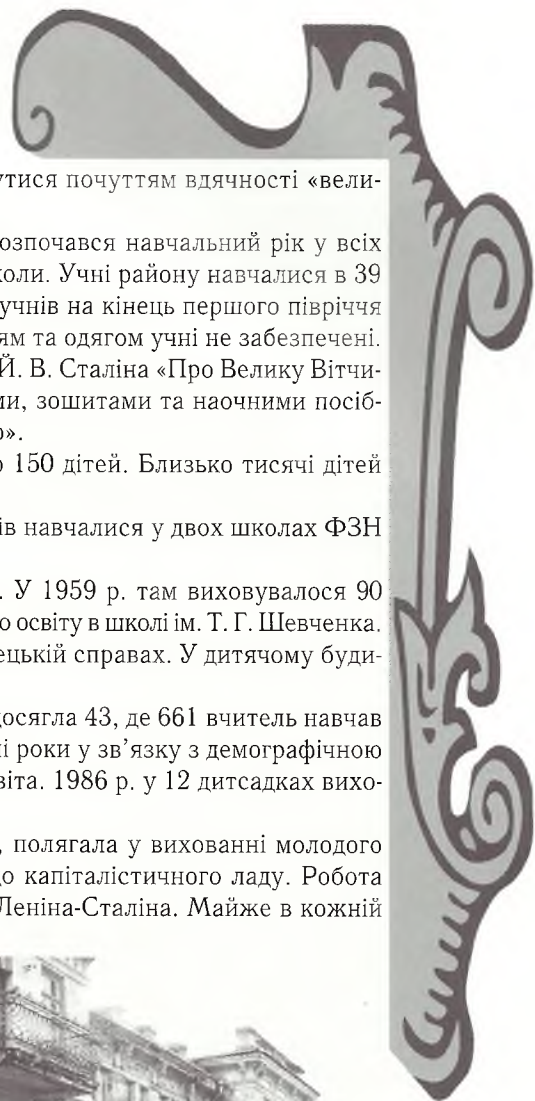 утися почуттям вдячності «вели-
озпочався навчальний рік у всіх
коли. Учні району навчалися в 39
учнів на кінець першого півріччя
ям та одягом учні не забезпечені.
Й. В. Сталіна «Про Велику Вітчи-
ми, зошитами та наочними посіб-
о».
о 150 дітей. Близько тисячі дітей
ів навчалися у двох школах ФЗН
. У 1959 р. там виховувалося 90
о освіту в школі ім. Т. Г. Шевченка.
ецькій справах. У дитячому буди-
досягла 43, де 661 вчитель навчав
ні роки у зв’язку з демографічною
віта. 1986 р. у 12 дитсадках вихо-
, полягала у вихованні молодого
до капіталістичного ладу. Робота
Леніна-Сталіна. Майже в кожній